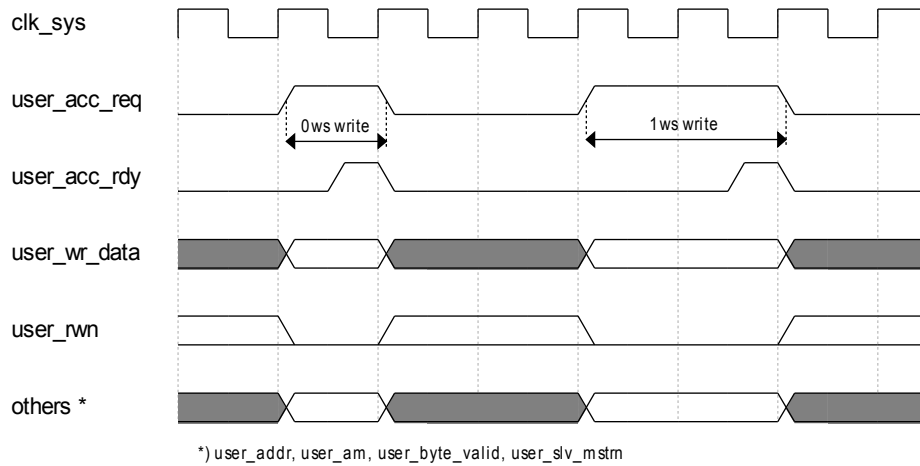 clk_sys
user_acc_req
0ws write
1ws write
user_acc_rdy
user_wr_data
user_rwn
others *
*) user_addr, user_am, user_byte_valid, user_slv_mstrn